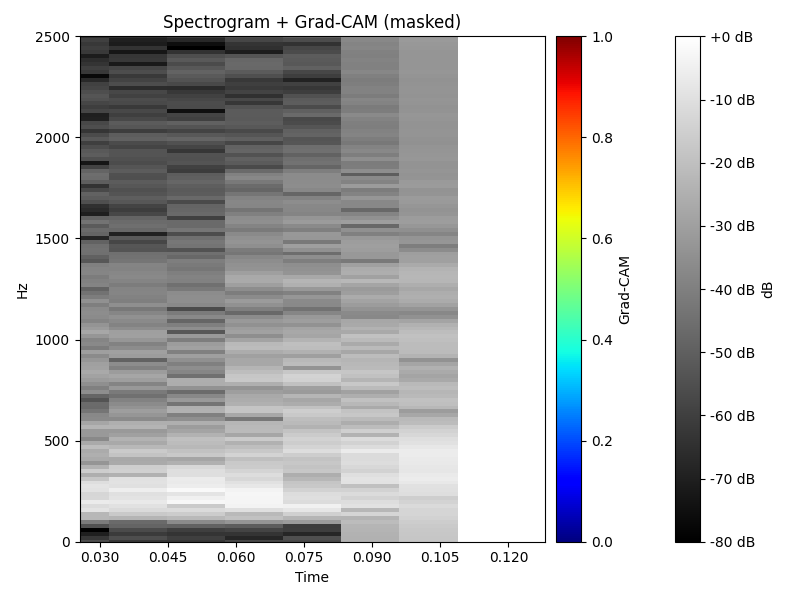 Spectrogram + Grad-CAM (masked)
2500
2000
1500
1000
500
0
Hz
0.030
0.045
0.060
0.075
0.090
0.105
0.120
Time
1.0
0.8
0.6
0.4
0.2
0.0
Grad-CAM
+0 dB
-10 dB
-20 dB
-30 dB
-40 dB
-50 dB
-60 dB
-70 dB
-80 dB
dB